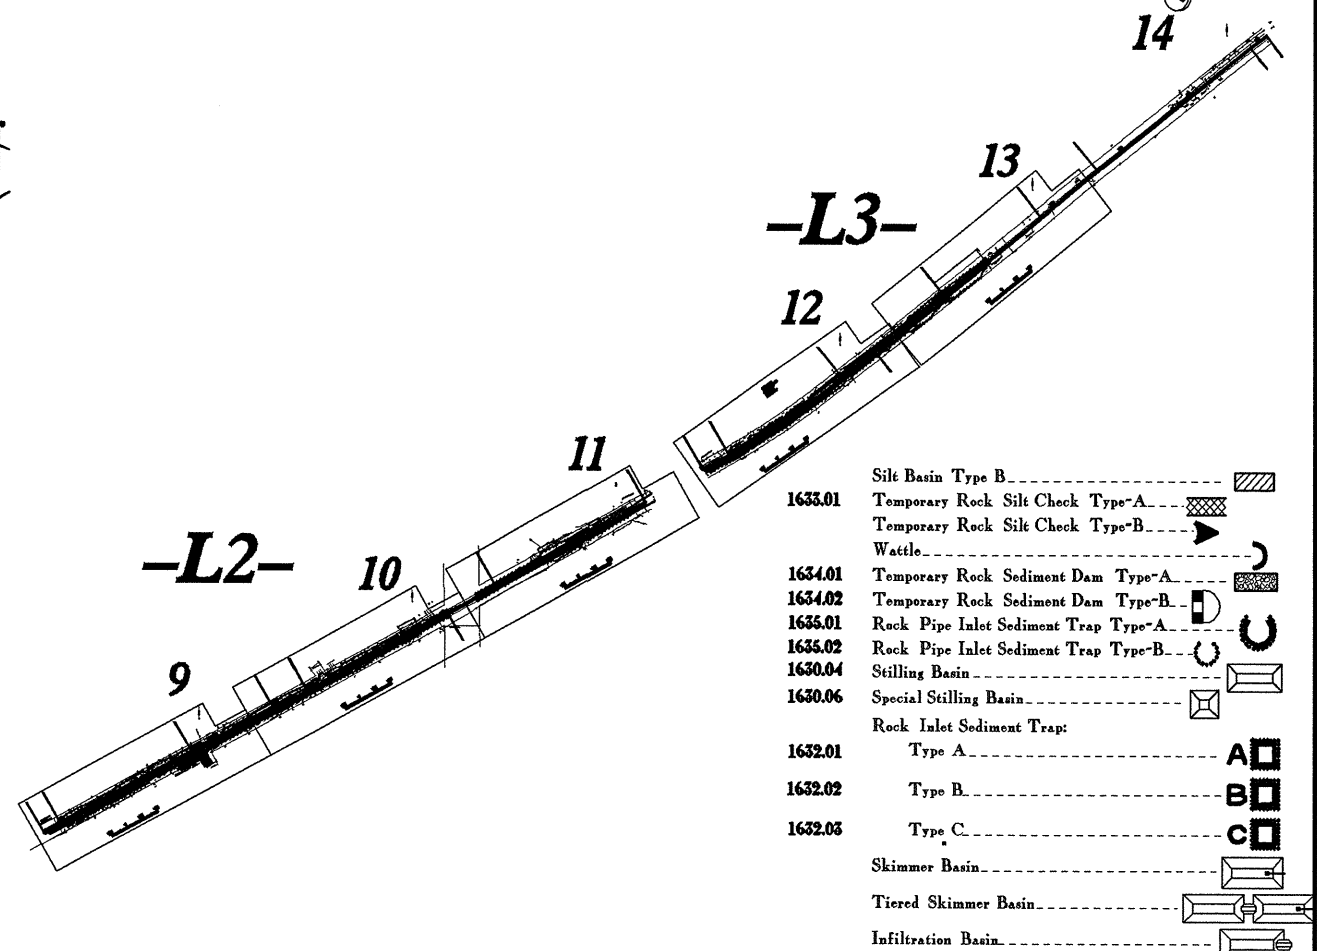 14
13
–L3–
12
11
–L2–
10
9
Silt Basin Type B
1633.01 Temporary Rock Silt Check Type-A
Temporary Rock Silt Check Type-B
Wattle
1634.01 Temporary Rock Sediment Dam Type-A
1634.02 Temporary Rock Sediment Dam Type-B
1635.01 Rock Pipe Inlet Sediment Trap Type-A
1635.02 Rock Pipe Inlet Sediment Trap Type-B
1630.04 Stilling Basin
1630.06 Special Stilling Basin
Rock Inlet Sediment Trap:
1632.01 Type A A
1632.02 Type B B
1632.03 Type C C
Skimmer Basin
Tiered Skimmer Basin
Infiltration Basin